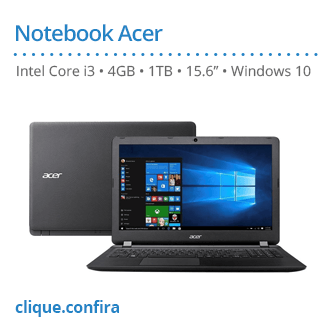 Notebook Acer
Intel Core i3 • 4GB • 1TB • 15.6” • Windows 10
acer
acer
clique.confira